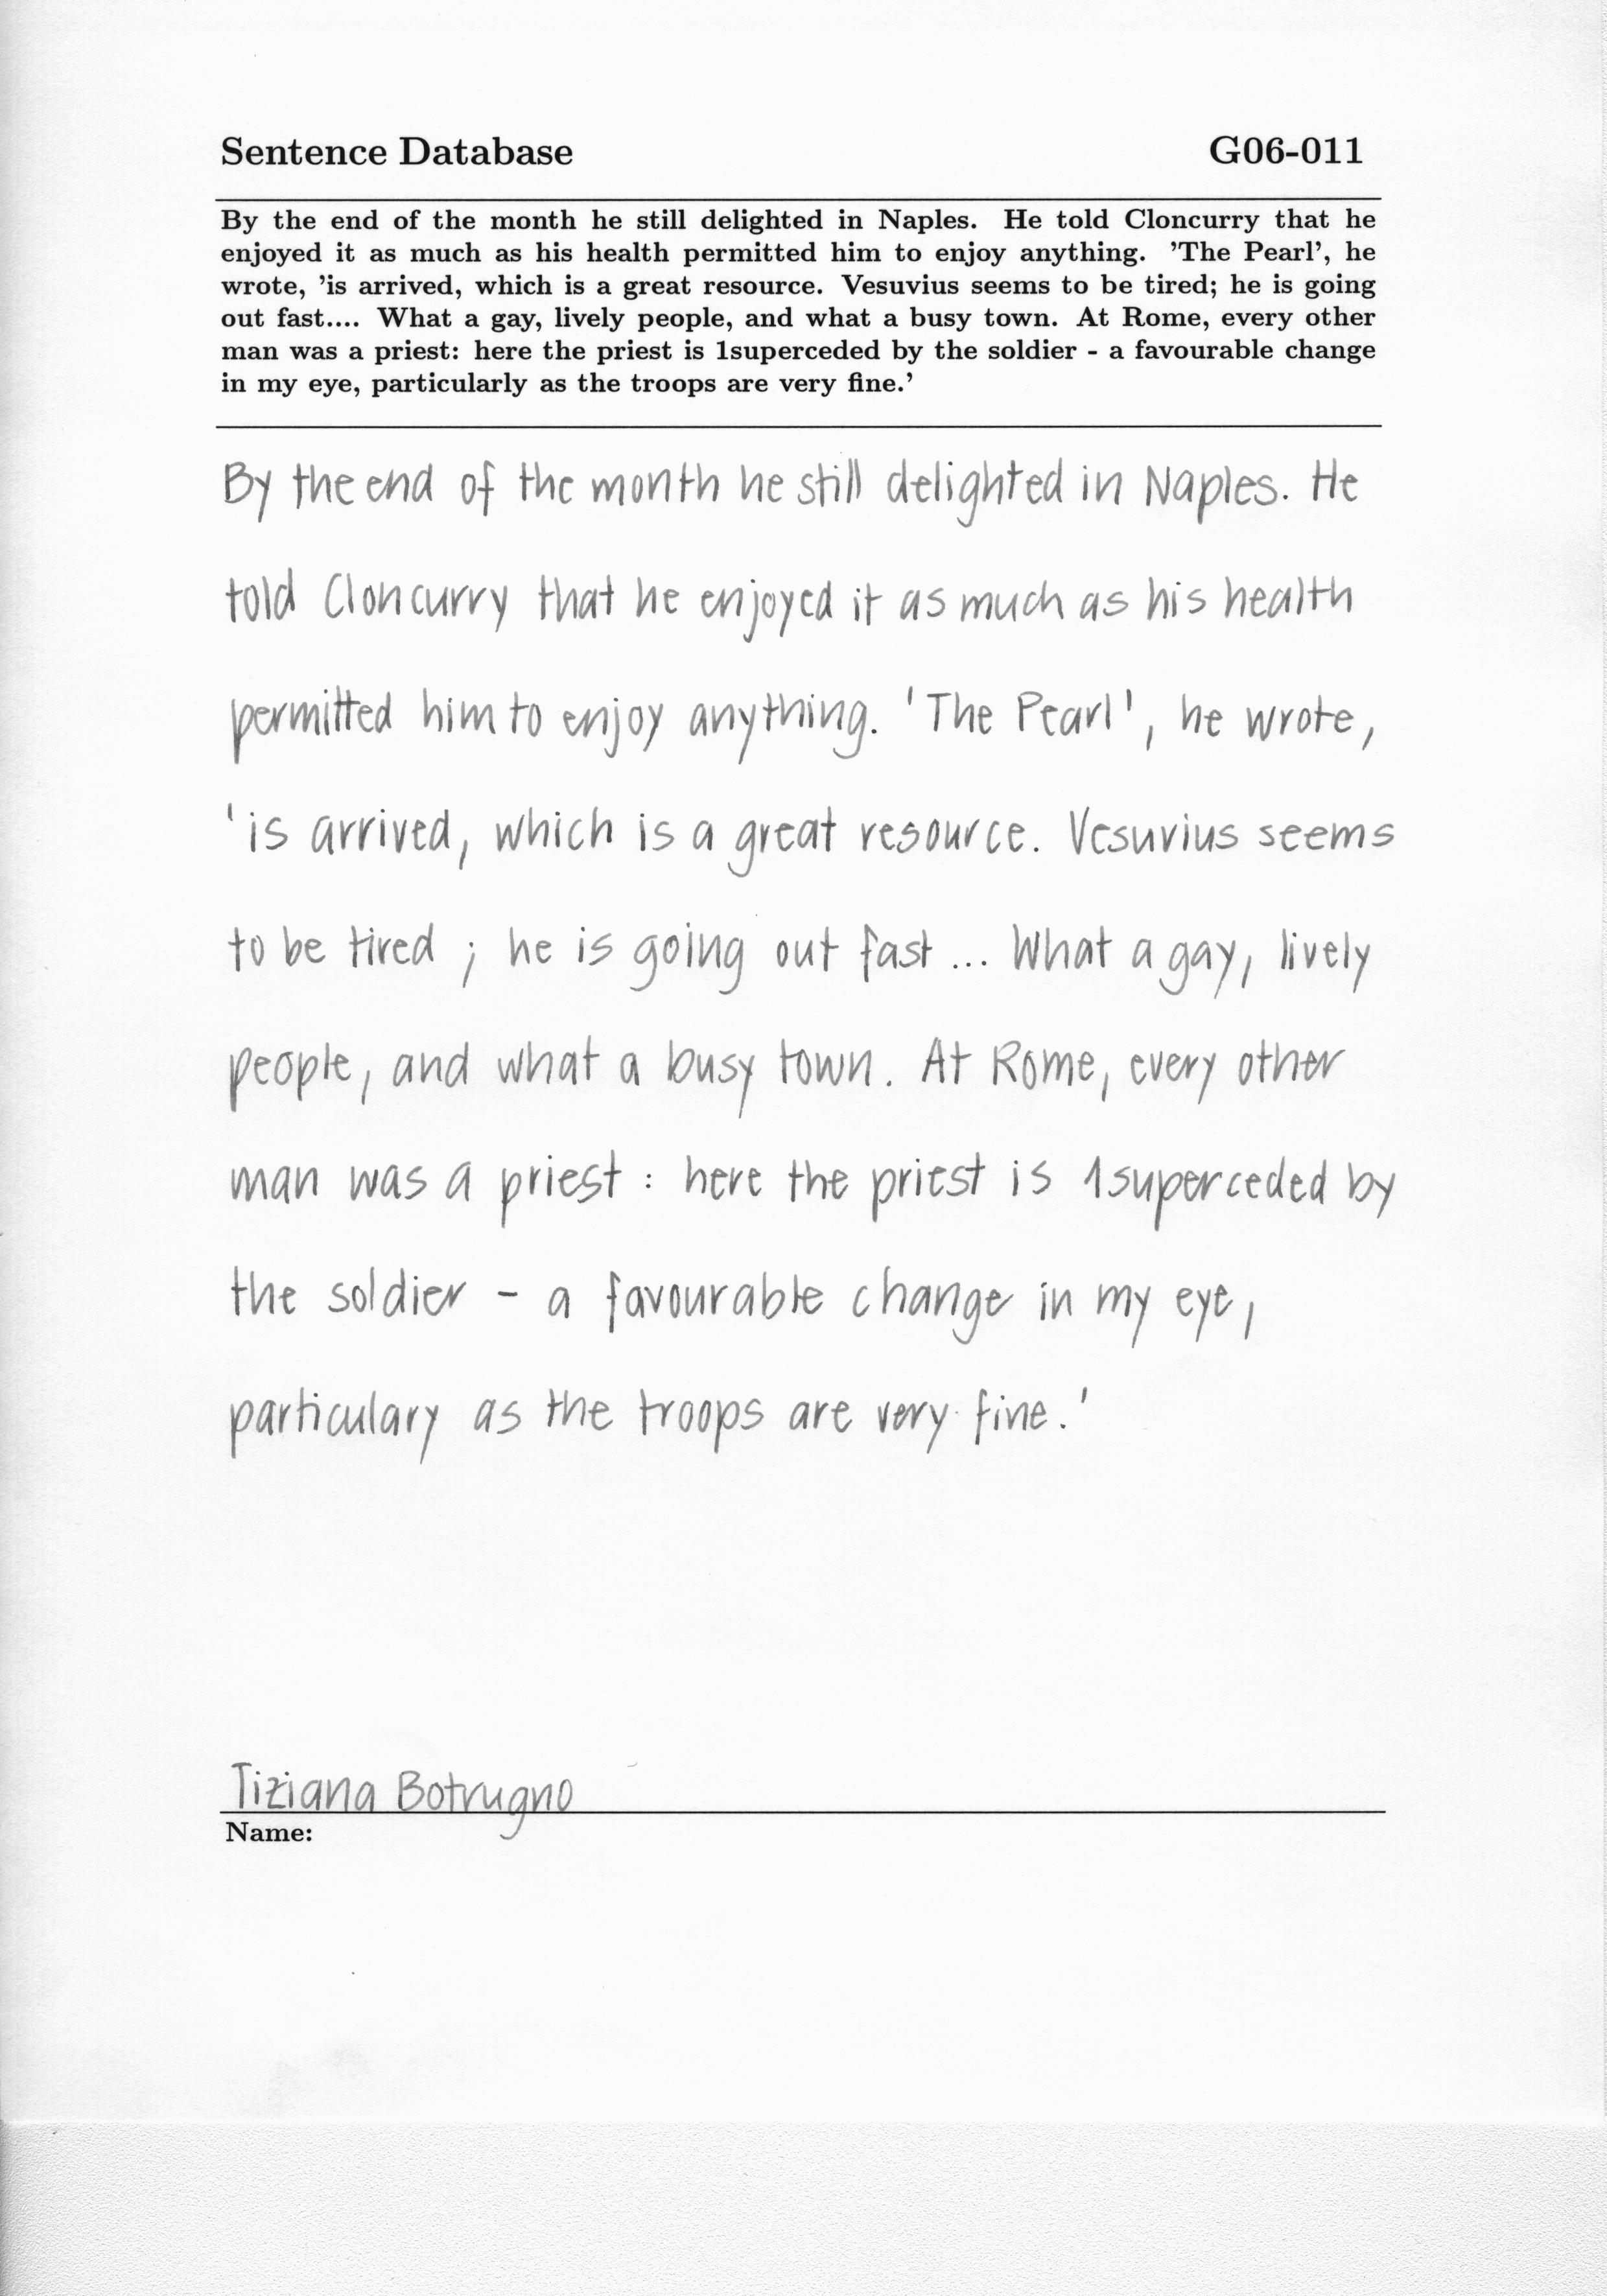 Sentence Database G06-011
By the end of the month he still delighted in Naples. He told Cloncurry that he
enjoyed it as much as his health permitted him to enjoy anything. 'The Pearl', he
wrote, 'is arrived, which is a great resource. Vesuvius seems to be tired; he is going
out fast.... What a gay, lively people, and what a busy town. At Rome, every other
man was a priest: here the priest is 1superceded by the soldier - a favourable change
in my eye, particularly as the troops are very fine.'
By the end of the month he still delighted in Naples. He
told Cloncurry that he enjoyed it as much as his health
permitted him to enjoy anything. 'The Pearl', he wrote,
'is arrived, which is a great resource. Vesuvius seems
to be tired ; he is going out fast ... What a gay, lively
people, and what a busy town. At Rome, every other
man was a priest : here the priest is 1superceded by
the soldier - a favourable change in my eye,
particulary as the troops are very fine.'
Tiziana Botrugno
Name: